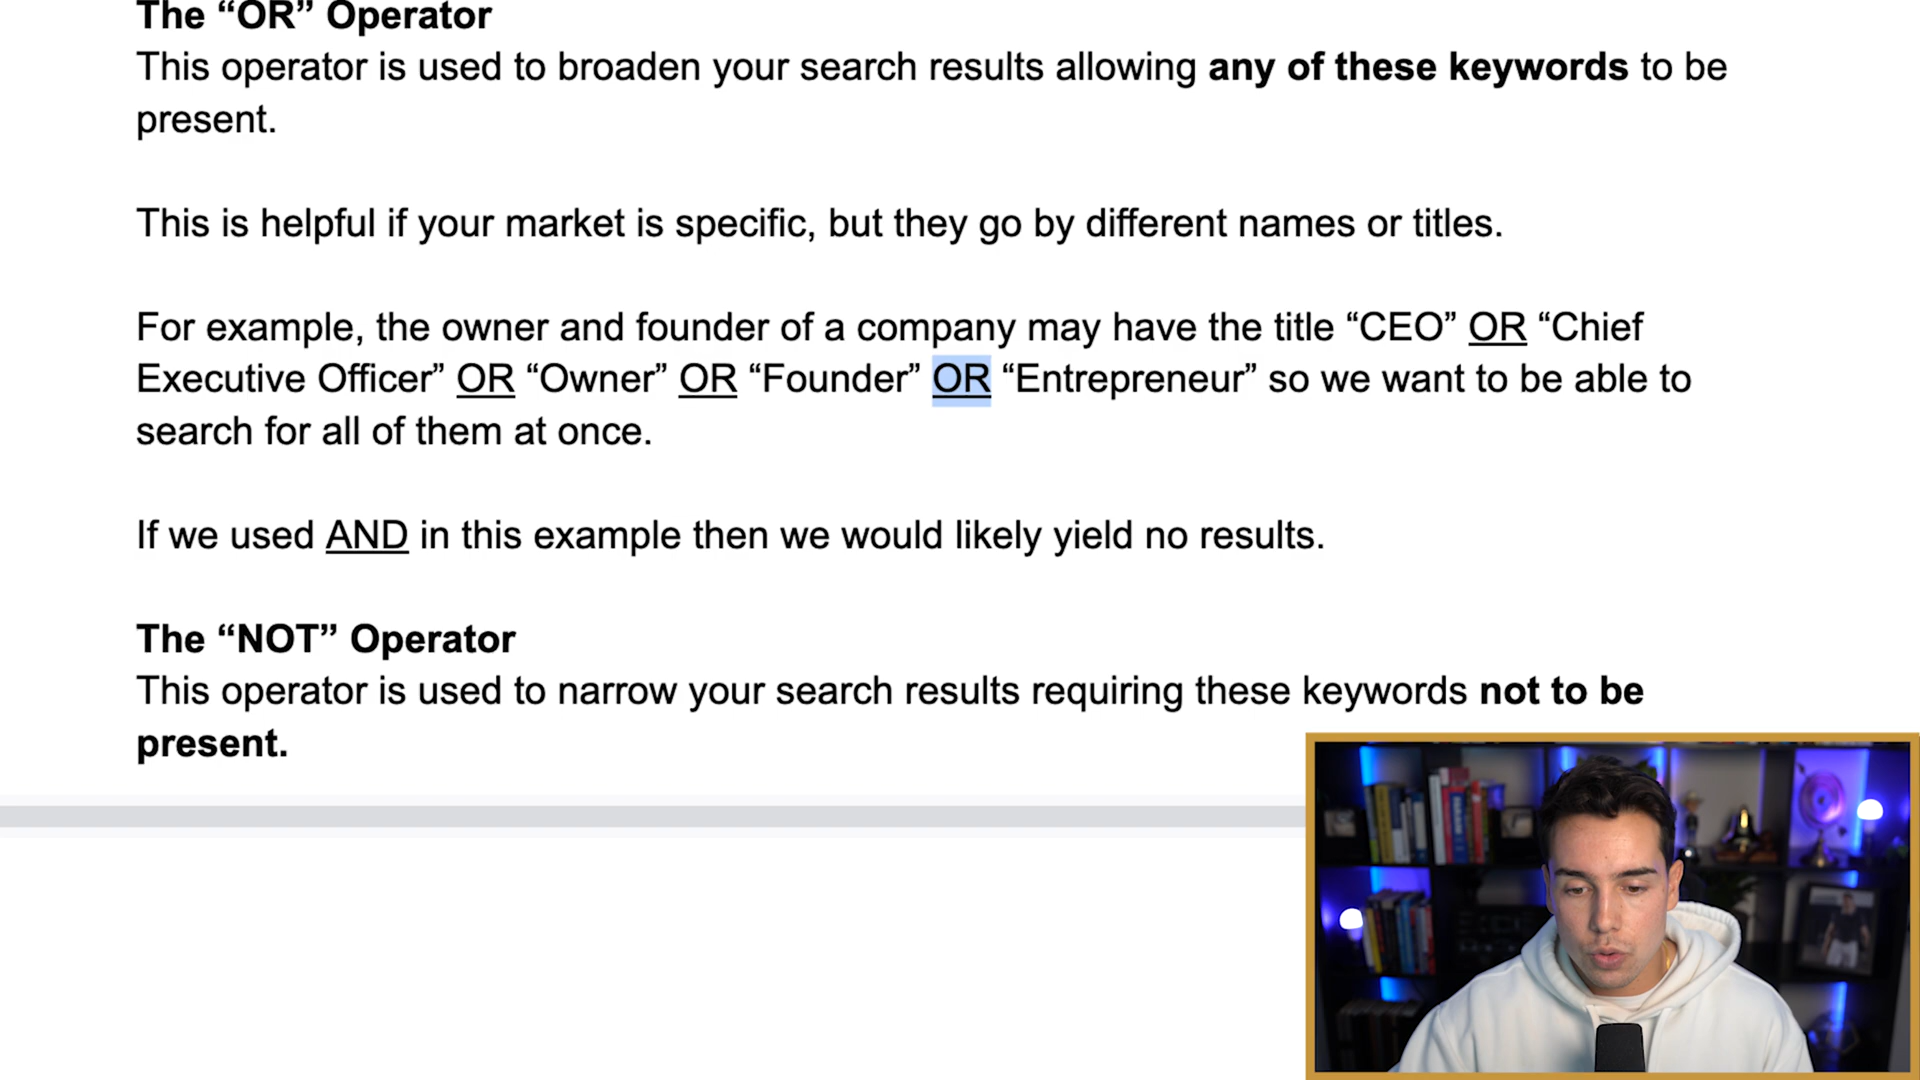 The “OR” Operator
This operator is used to broaden your search results allowing any of these keywords to be
present.
This is helpful if your market is specific, but they go by different names or titles.
For example, the owner and founder of a company may have the title “CEO” OR “Chief
Executive Officer” OR “Owner” OR “Founder” OR “Entrepreneur” so we want to be able to
search for all of them at once.
If we used AND in this example then we would likely yield no results.
The “NOT” Operator
This operator is used to narrow your search results requiring these keywords not to be
present.